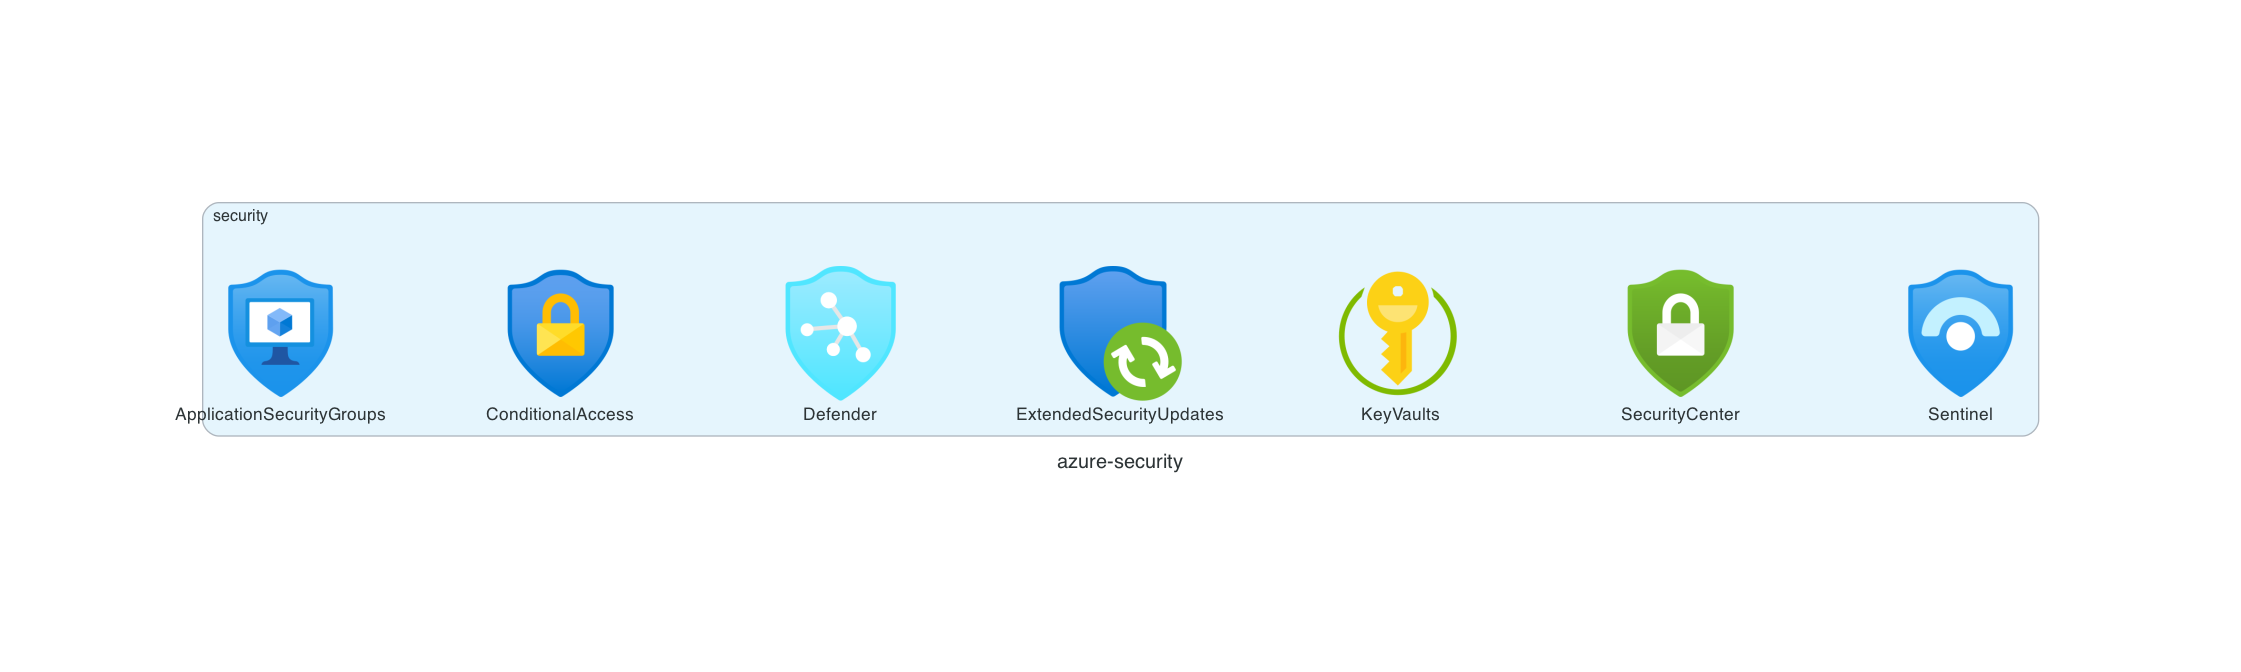 security
ApplicationSecurityGroups
ConditionalAccess
Defender
ExtendedSecurityUpdates
KeyVaults
SecurityCenter
Sentinel
azure-security